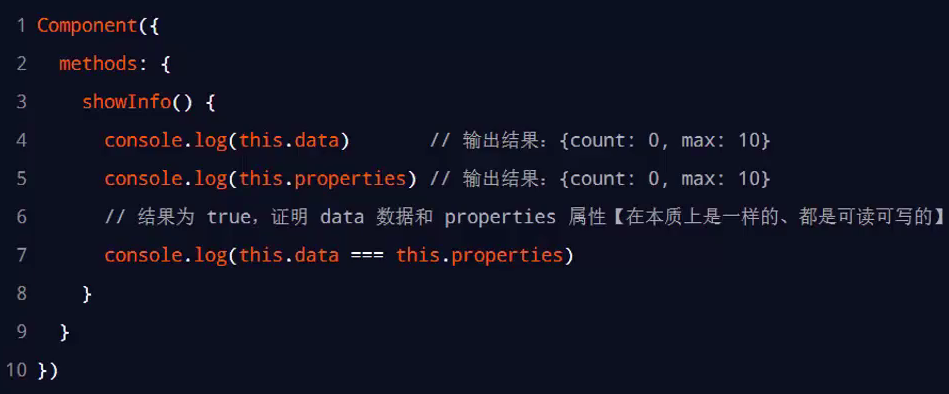 1 Component({
2 methods: {
3 showInfo() {
4 console.log(this.data) // 输出结果：{count: 0, max: 10}
5 console.log(this.properties) // 输出结果：{count: 0, max: 10}
6 // 结果为 true，证明 data 数据和 properties 属性【在本质上是一样的、都是可读可写的】
7 console.log(this.data === this.properties)
8 }
9 }
10 })